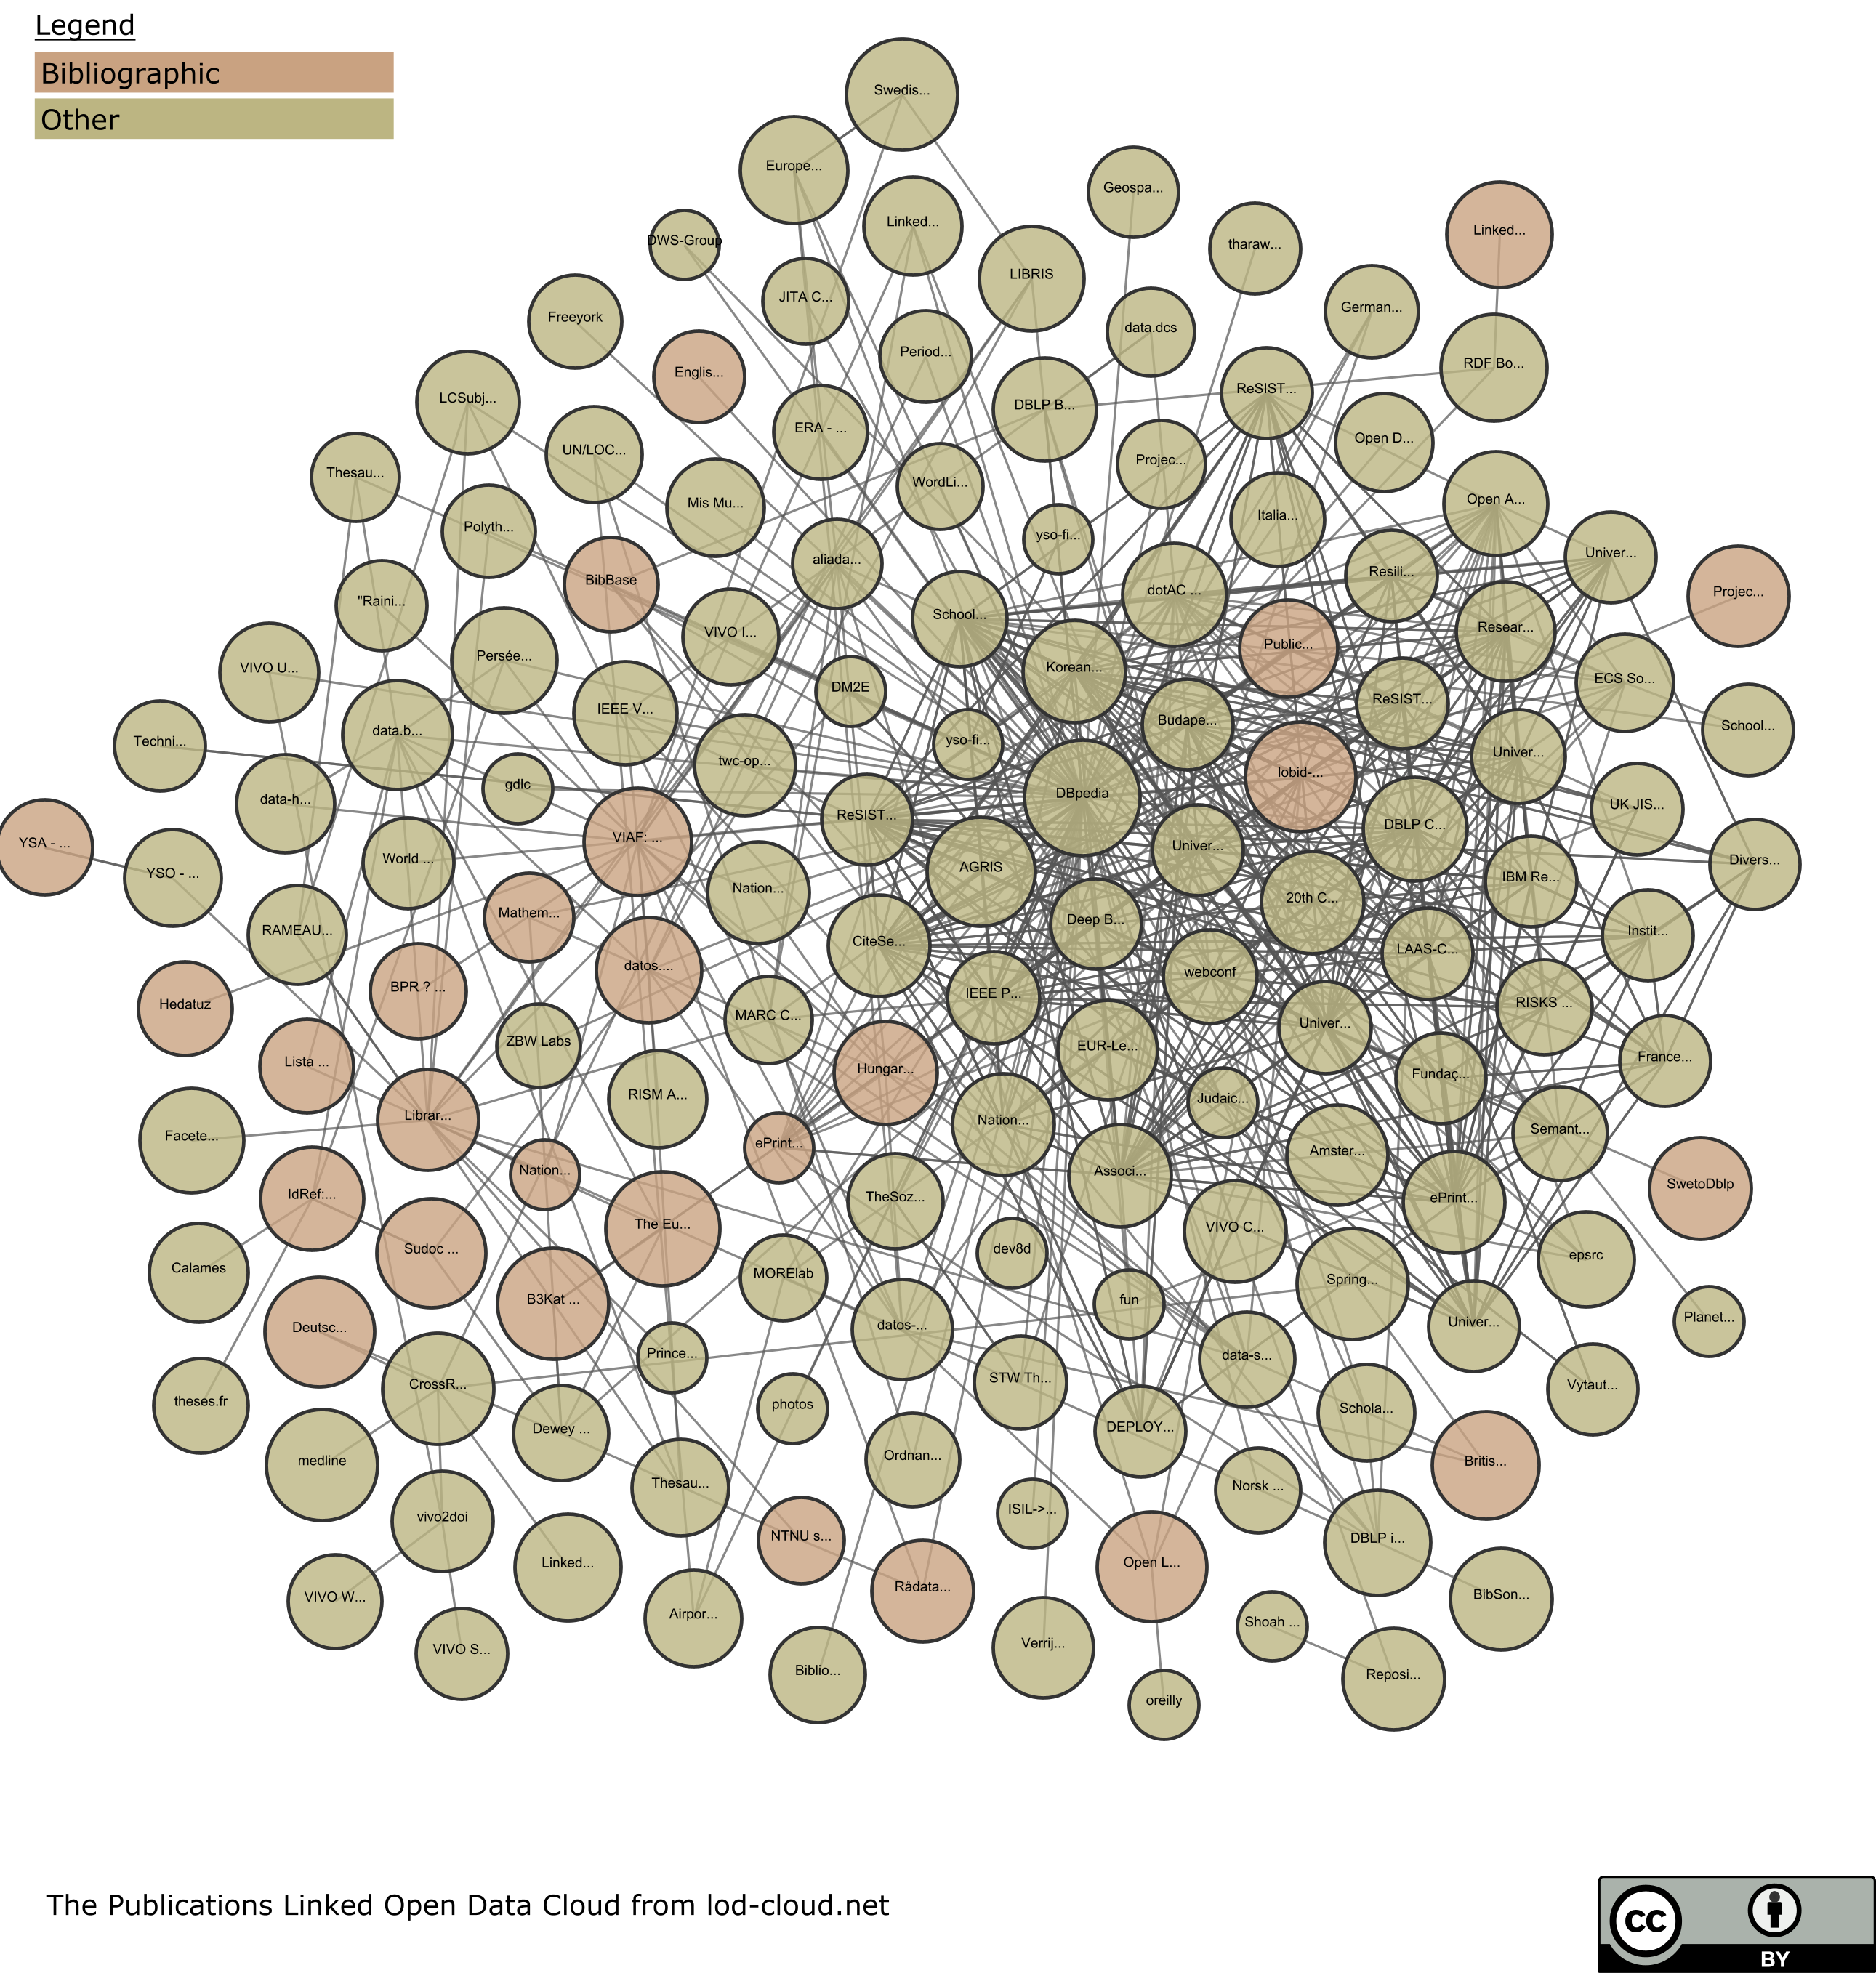 Legend
Bibliographic
Other
Swedis...
Europe...
Geospa...
Linked...
Linked...
DWS-Group
tharaw...
LIBRIS
JITA C...
German...
Freeyork
data.dcs
Period...
RDF Bo...
Englis...
ReSIST...
LCSubj...
DBLP B...
ERA - ...
Open D...
UN/LOC...
Projec...
Thesau...
WordLi...
Open A...
Mis Mu...
Italia...
Polyth...
yso-fi...
Univer...
aliada...
Resili...
BibBase
dotAC ...
Projec...
"Raini...
School...
Resear...
VIVO I...
Public...
Persée...
Korean...
VIVO U...
ECS So...
DM2E
ReSIST...
IEEE V...
Budape...
School...
data.b...
Techni...
yso-fi...
Univer...
twc-op...
lobid-...
gdlc
DBpedia
data-h...
UK JIS...
ReSIST...
DBLP C...
VIAF: ...
YSA - ...
Univer...
World ...
Divers...
AGRIS
YSO - ...
IBM Re...
Nation...
20th C...
Mathem...
Deep B...
RAMEAU...
Instit...
CiteSe...
LAAS-C...
datos....
webconf
BPR ? ...
IEEE P...
Hedatuz
RISKS ...
MARC C...
Univer...
ZBW Labs
EUR-Le...
France...
Lista ...
Hungar...
Fundaç...
RISM A...
Judaic...
Librar...
Nation...
Semant...
Facete...
ePrint...
Amster...
Nation...
Associ...
SwetoDblp
IdRef:...
TheSoz...
ePrint...
The Eu...
VIVO C...
Sudoc ...
dev8d
epsrc
Calames
MORElab
Spring...
B3Kat ...
fun
Planet...
Univer...
Deutsc...
datos-...
Prince...
data-s...
STW Th...
CrossR...
Vytaut...
theses.fr
photos
Schola...
Dewey ...
DEPLOY...
Ordnan...
medline
Britis...
Thesau...
Norsk ...
ISIL->...
vivo2doi
NTNU s...
DBLP i...
Linked...
Open L...
Rådata...
VIVO W...
BibSon...
Airpor...
Shoah ...
Verrij...
VIVO S...
Biblio...
Reposi...
oreilly
The Publications Linked Open Data Cloud from lod-cloud.net
cc
BY